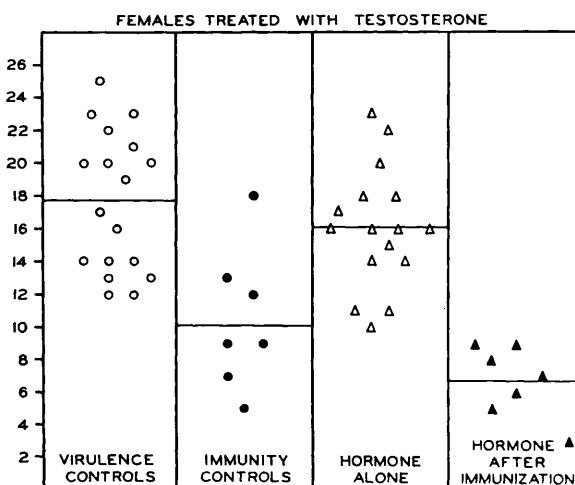 FEMALES TREATED WITH TESTOSTERONE
26
24
22
20
18
16
14
12
10
8
6
4
2
VIRULENCE
CONTROLS
IMMUNITY
CONTROLS
HORMONE
ALONE
HORMONE
AFTER
IMMUNIZATION